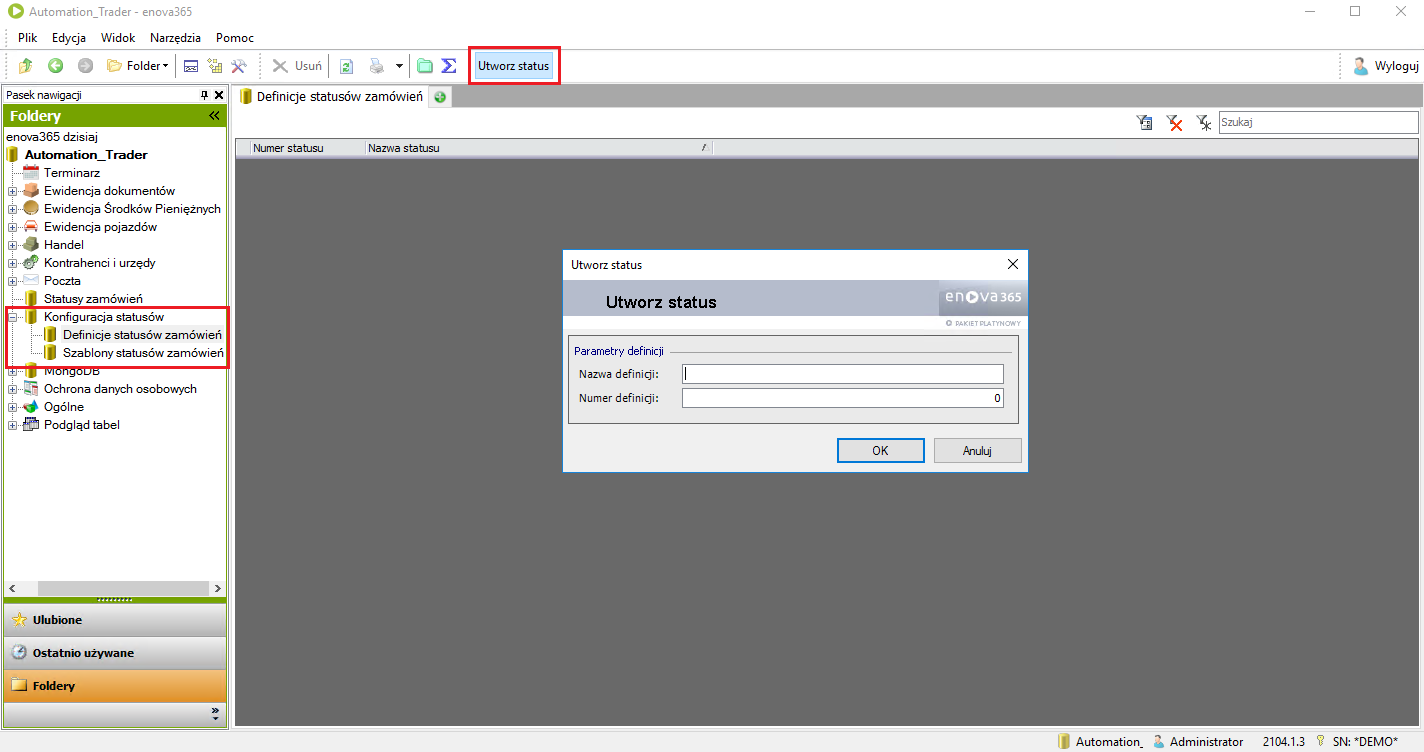 Automation_Trader - enova365
Plik Edycja Widok Narzędzia Pomoc
Folder Usuń Utworz status Wyloguj
Pasek nawigacji
Foldery
enova365 dzisiaj
Automation_Trader
Terminarz
Ewidencja dokumentów
Ewidencja Środków Pieniężnych
Ewidencja pojazdów
Handel
Kontrahenci i urzędy
Poczta
Statusy zamówień
Konfiguracja statusów
Definicje statusów zamówień
Szablony statusów zamówień
MongoDB
Ochrona danych osobowych
Ogólne
Podgląd tabel
Ulubione
Ostatnio używane
Foldery
Definicje statusów zamówień
Szukaj
Numer statusu Nazwa statusu
Utworz status
Utworz status
enova365
PAKIET PLATYNOWY
Parametry definicji
Nazwa definicji:
Numer definicji: 0
OK Anuluj
Automation_ Administrator 2104.1.3 SN: *DEMO*